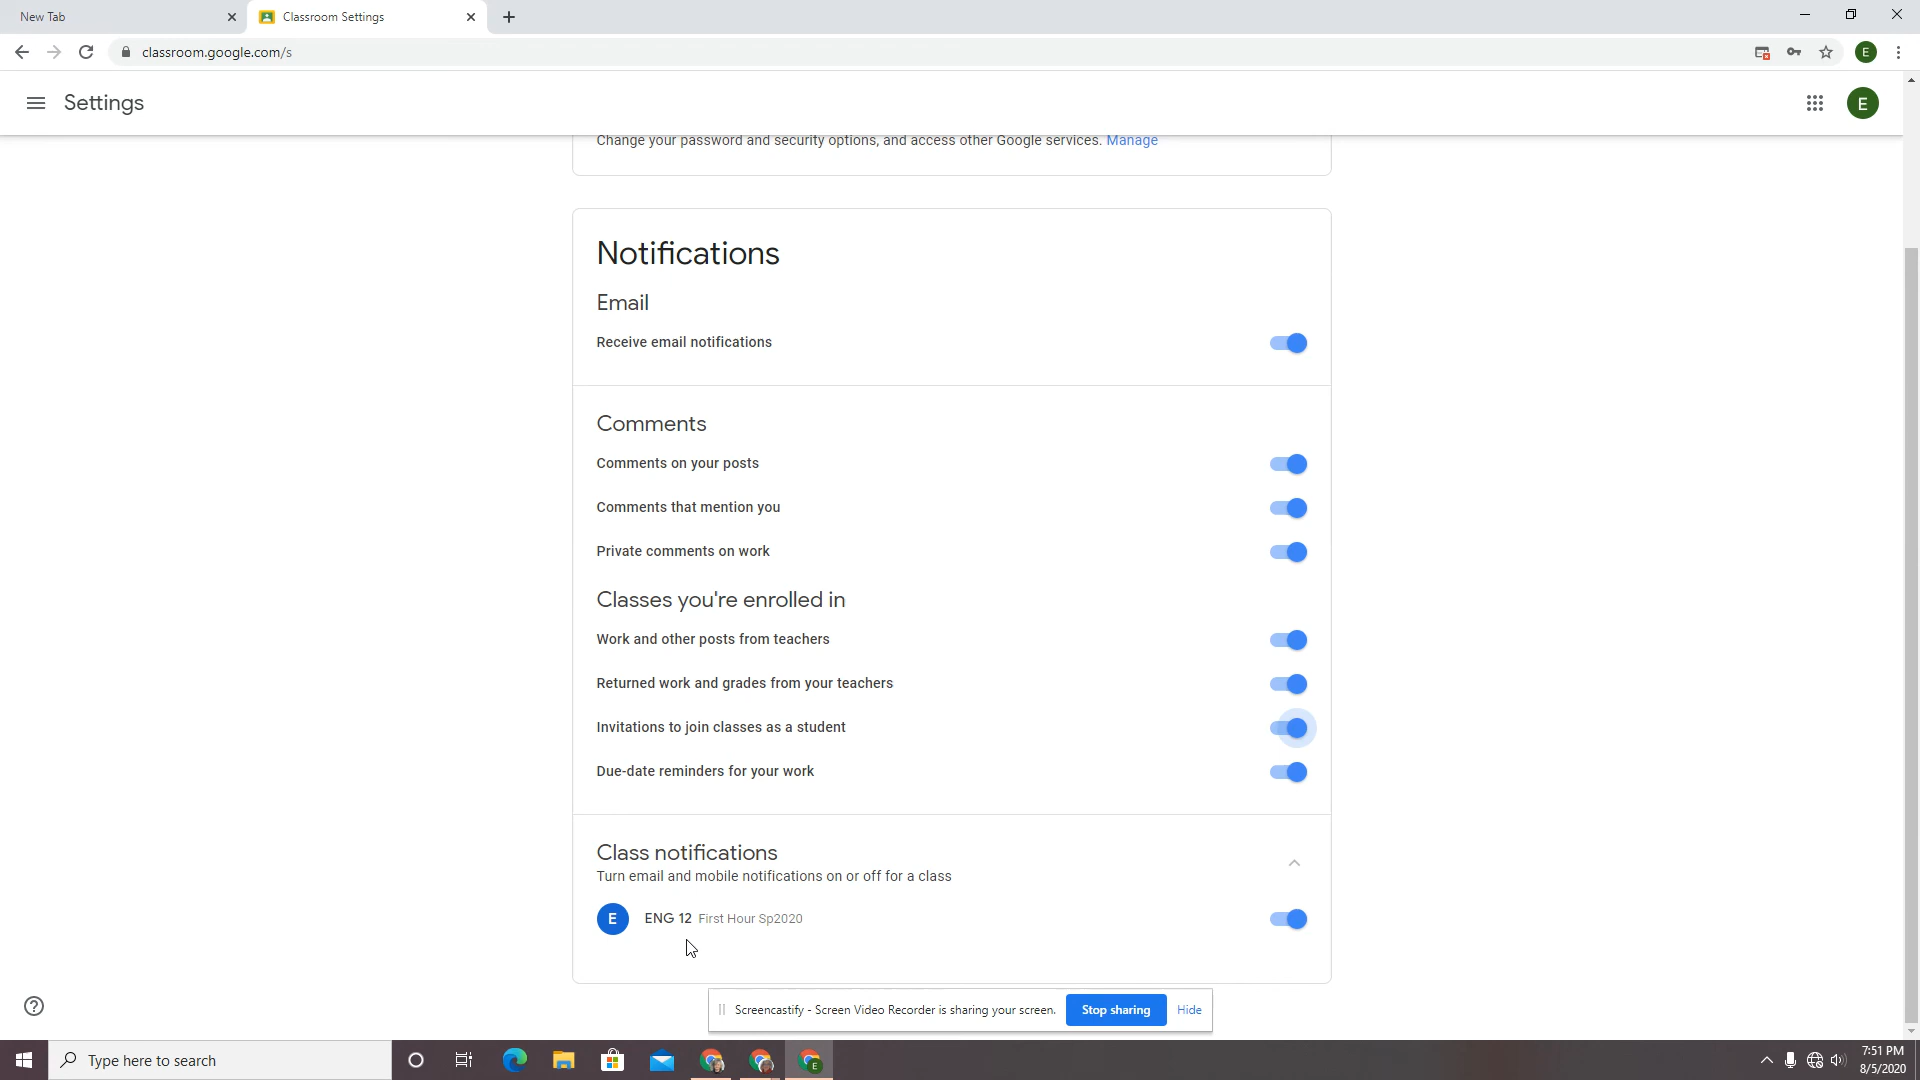 New Tab
Classroom Settings
classroom.google.com/s
E
Settings
E
Change your password and security options, and access other Google services. Manage
Notifications
Email
Receive email notifications
Comments
Comments on your posts
Comments that mention you
Private comments on work
Classes you're enrolled in
Work and other posts from teachers
Returned work and grades from your teachers
Invitations to join classes as a student
Due-date reminders for your work
Class notifications
Turn email and mobile notifications on or off for a class
E ENG 12 First Hour Sp2020
Screencastify - Screen Video Recorder is sharing your screen. Stop sharing Hide
Type here to search
E
7:51 PM
8/5/2020